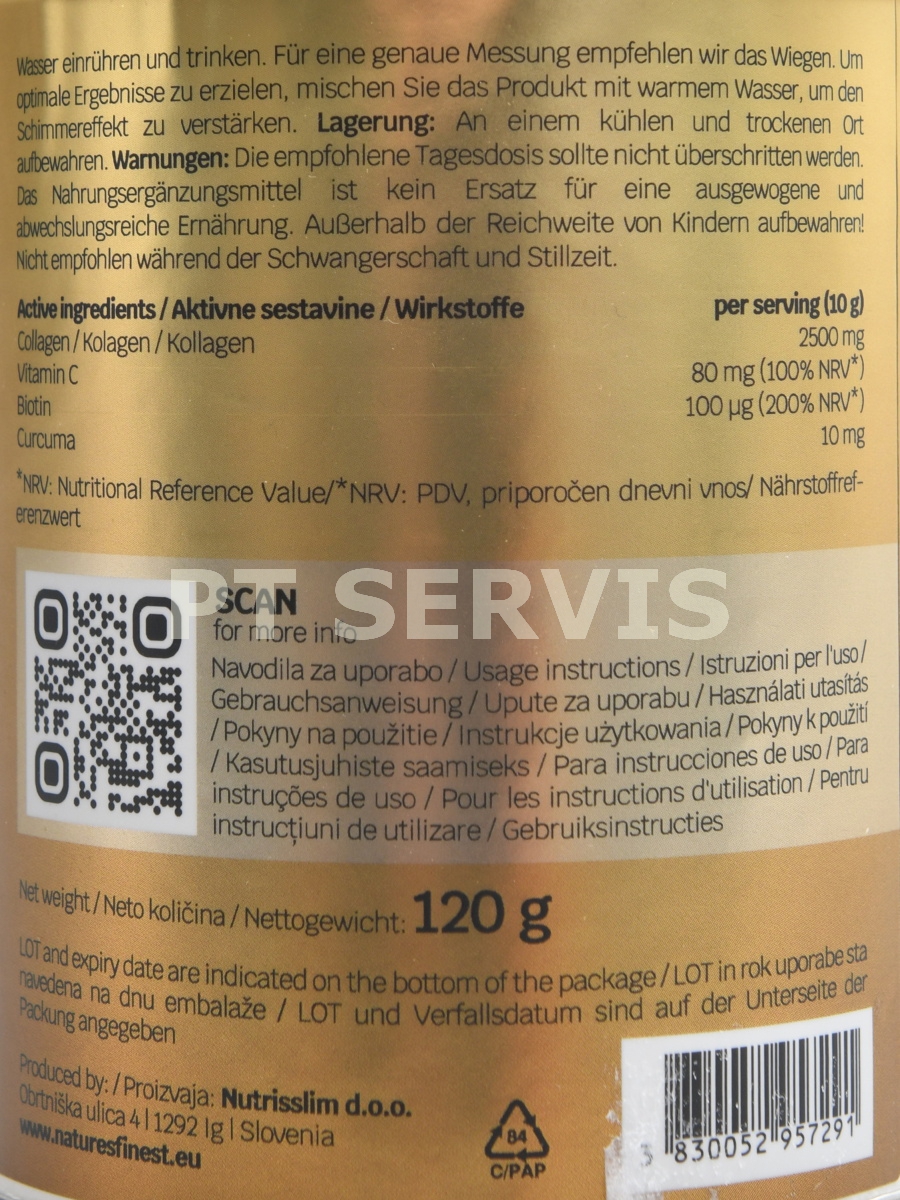 Wasser einrühren und trinken. Für eine genaue Messung empfehlen wir das Wiegen. Um
optimale Ergebnisse zu erzielen, mischen Sie das Produkt mit warmem Wasser, um den
Schimmereffekt zu verstärken. Lagerung: An einem kühlen und trockenen Ort
aufbewahren. Warnungen: Die empfohlene Tagesdosis sollte nicht überschritten werden.
Das Nahrungsergänzungsmittel ist kein Ersatz für eine ausgewogene und
abwechslungsreiche Ernährung. Außerhalb der Reichweite von Kindern aufbewahren!
Nicht empfohlen während der Schwangerschaft und Stillzeit.
Active ingredients / Aktivne sestavine / Wirkstoffe per serving (10 g)
Collagen / Kolagen / Kollagen 2500 mg
Vitamin C 80 mg (100% NRV*)
Biotin 100 µg (200% NRV*)
Curcuma 10 mg
*NRV: Nutritional Reference Value/*NRV: PDV, priporočen dnevni vnos/ Nährstoffref-
erenzwert
PT SERVIS
SCAN
for more info
Navodila za uporabo / Usage instructions / Istruzioni per l'uso /
Gebrauchsanweisung / Upute za uporabu / Használati utasítás
/ Pokyny na použitie / Instrukcje użytkowania / Pokyny k použití
/ Kasutusjuhiste saamiseks / Para instrucciones de uso / Para
instruções de uso / Pour les instructions d'utilisation / Pentru
instrucțiuni de utilizare / Gebruiksinstructies
Net weight / Neto količina / Nettogewicht: 120 g
LOT and expiry date are indicated on the bottom of the package / LOT in rok uporabe sta
navedena na dnu embalaže / LOT und Verfallsdatum sind auf der Unterseite der
Packung angegeben
Produced by: / Proizvaja: Nutrisslim d.o.o.
Obrtniška ulica 4 | 1292 Ig | Slovenia
www.naturesfinest.eu
84
C/PAP
3 830052 957291